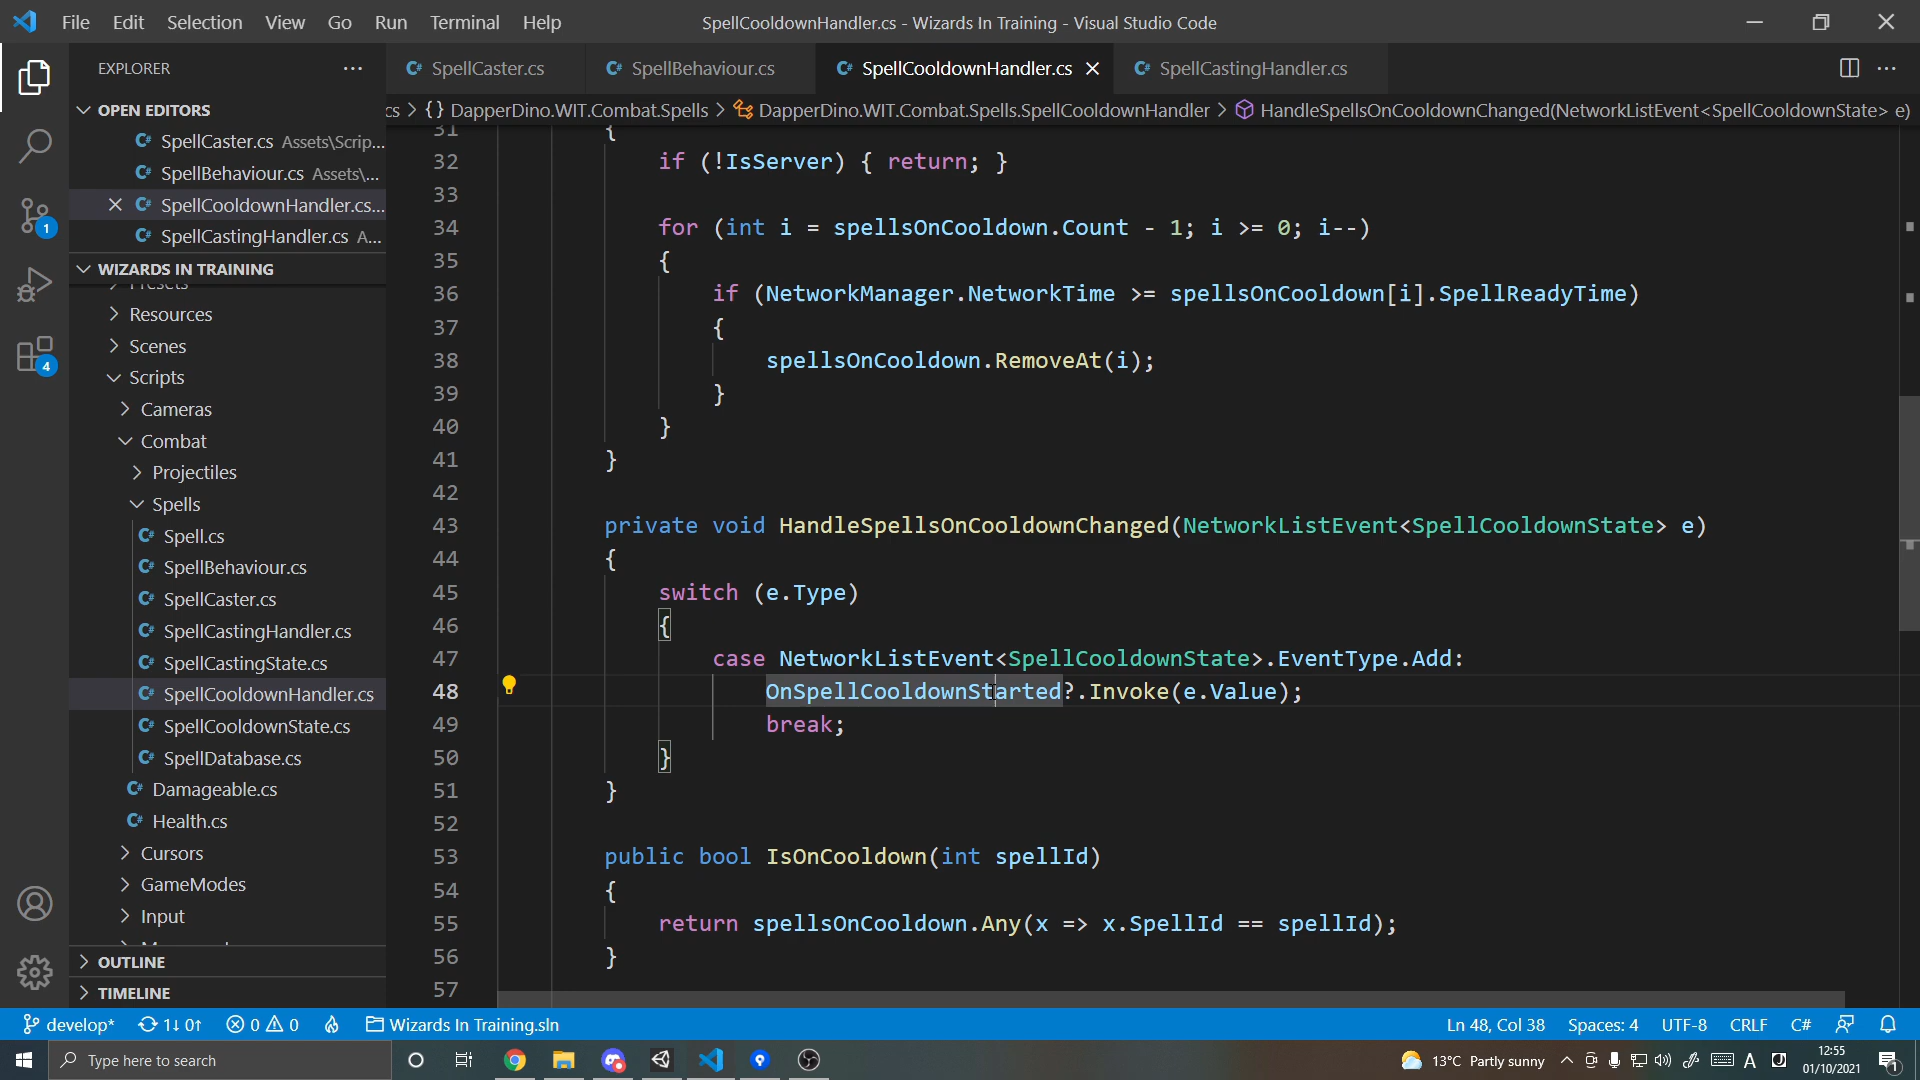 File Edit Selection View Go Run Terminal Help
SpellCooldownHandler.cs - Wizards In Training - Visual Studio Code
EXPLORER
SpellCaster.cs
SpellBehaviour.cs
SpellCooldownHandler.cs
SpellCastingHandler.cs
OPEN EDITORS
cs > {} DapperDino.WIT.Combat.Spells > DapperDino.WIT.Combat.Spells.SpellCooldownHandler > HandleSpellsOnCooldownChanged(NetworkListEvent<SpellCooldownState> e)
SpellCaster.cs Assets\Scrip...
SpellBehaviour.cs Assets\...
SpellCooldownHandler.cs...
SpellCastingHandler.cs A...
WIZARDS IN TRAINING
Presets
Resources
Scenes
Scripts
Cameras
Combat
Projectiles
Spells
Spell.cs
SpellBehaviour.cs
SpellCaster.cs
SpellCastingHandler.cs
SpellCastingState.cs
SpellCooldownHandler.cs
SpellCooldownState.cs
SpellDatabase.cs
Damageable.cs
Health.cs
Cursors
GameModes
Input
OUTLINE
TIMELINE
1
4
31 {
32 if (!IsServer) { return; }
33
34 for (int i = spellsOnCooldown.Count - 1; i >= 0; i--)
35 {
36 if (NetworkManager.NetworkTime >= spellsOnCooldown[i].SpellReadyTime)
37 {
38 spellsOnCooldown.RemoveAt(i);
39 }
40 }
41 }
42
43 private void HandleSpellsOnCooldownChanged(NetworkListEvent<SpellCooldownState> e)
44 {
45 switch (e.Type)
46 {
47 case NetworkListEvent<SpellCooldownState>.EventType.Add:
48 OnSpellCooldownStarted?.Invoke(e.Value);
49 break;
50 }
51 }
52
53 public bool IsOnCooldown(int spellId)
54 {
55 return spellsOnCooldown.Any(x => x.SpellId == spellId);
56 }
57
develop* 1↓ 0↑ 0 0 Wizards In Training.sln
Ln 48, Col 38 Spaces: 4 UTF-8 CRLF C#
Type here to search
13°C Partly sunny
A
12:55
01/10/2021
1